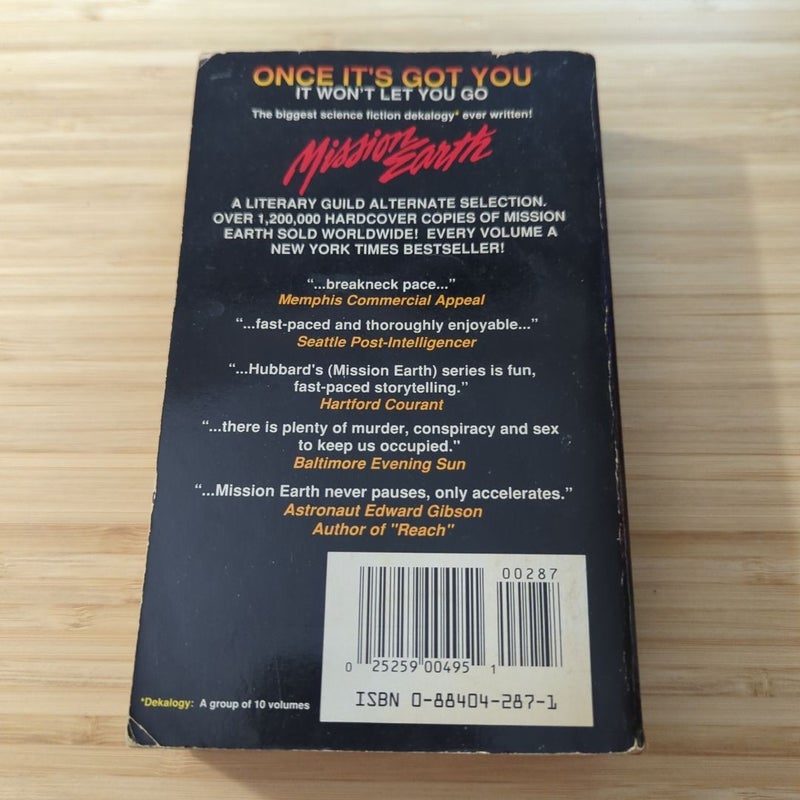 ONCE IT'S GOT YOU
IT WON'T LET YOU GO
The biggest science fiction dekalogy* ever written!
Mission Earth
A LITERARY GUILD ALTERNATE SELECTION.
OVER 1,200,000 HARDCOVER COPIES OF MISSION
EARTH SOLD WORLDWIDE! EVERY VOLUME A
NEW YORK TIMES BESTSELLER!
“...breakneck pace...”
Memphis Commercial Appeal
“...fast-paced and thoroughly enjoyable...”
Seattle Post-Intelligencer
“...Hubbard's (Mission Earth) series is fun,
fast-paced storytelling.”
Hartford Courant
“...there is plenty of murder, conspiracy and sex
to keep us occupied."
Baltimore Evening Sun
“...Mission Earth never pauses, only accelerates.”
Astronaut Edward Gibson
Author of "Reach"
00287
0 25259 00495 1
ISBN 0-88404-287-1
*Dekalogy: A group of 10 volumes